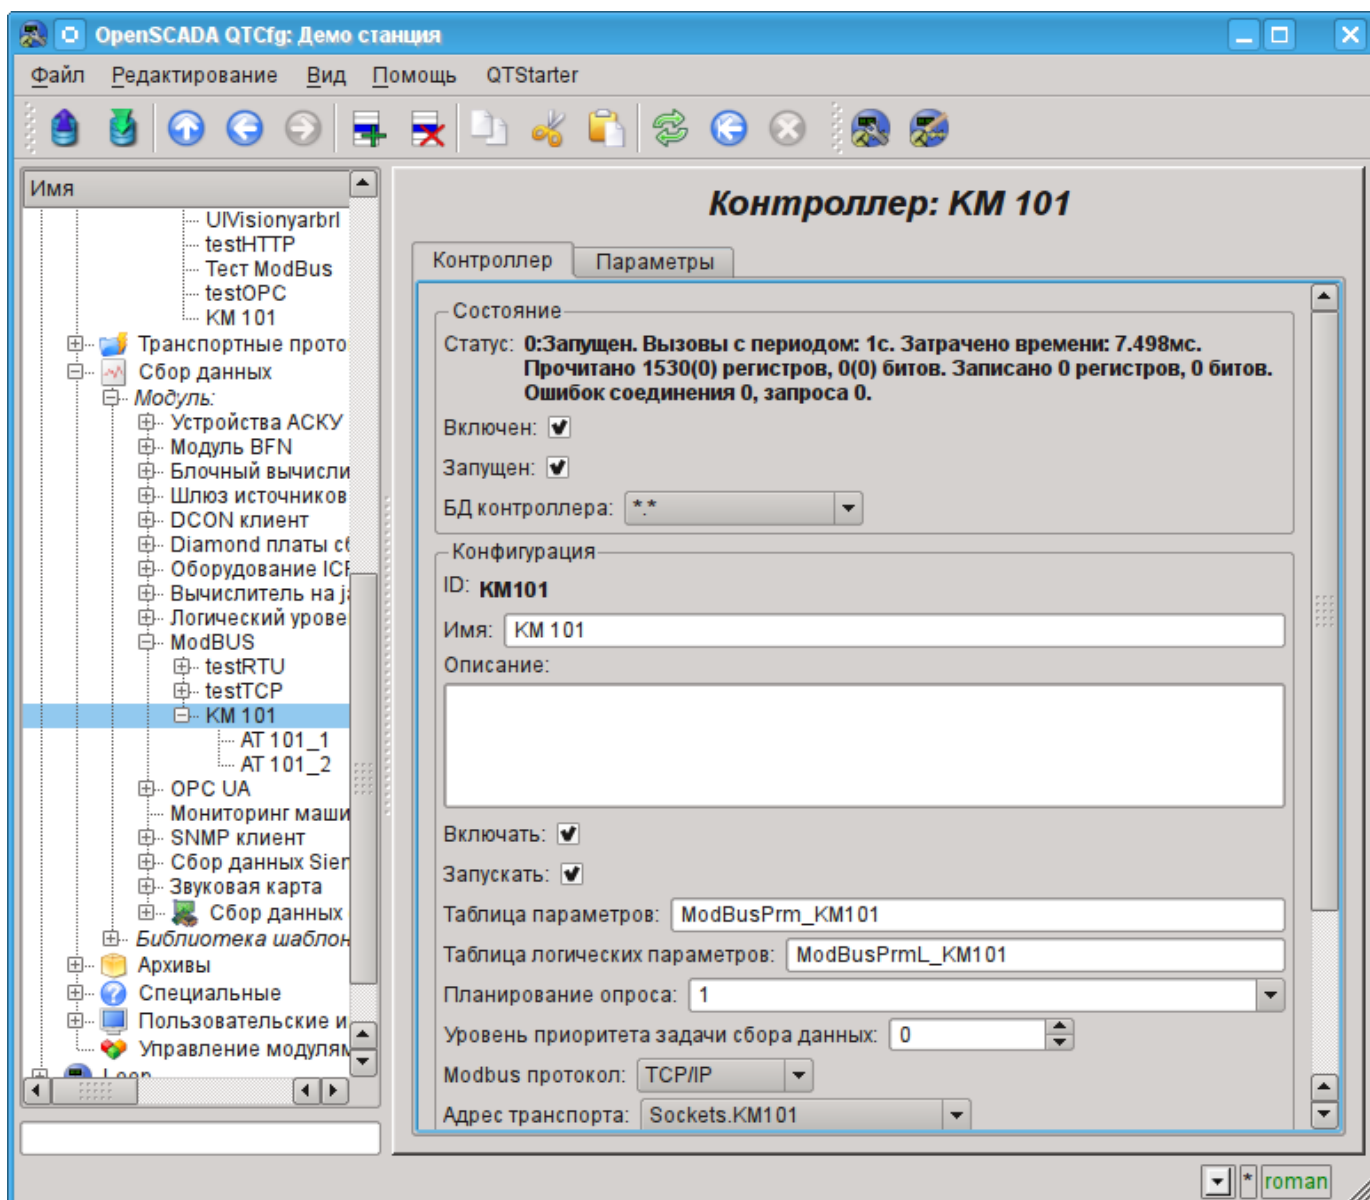 OpenSCADA QTCfg: Демо станция
Файл Редактирование Вид Помощь QTStarter
Имя
UIVisionyarbrl
testHTTP
Тест ModBus
testOPC
KM 101
Транспортные прото
Сбор данных
Модуль:
Устройства АСКУ
Модуль BFN
Блочный вычисли
Шлюз источников
DCON клиент
Diamond платы сб
Оборудование ICP
Вычислитель на ja
Логический урове
ModBUS
testRTU
testTCP
KM 101
AT 101_1
AT 101_2
OPC UA
Мониторинг маши
SNMP клиент
Сбор данных Sien
Звуковая карта
Сбор данных
Библиотека шаблон
Архивы
Специальные
Пользовательские и
Управление модулям
Loop
Контроллер: KM 101
Контроллер Параметры
Состояние
Статус: 0:Запущен. Вызовы с периодом: 1с. Затрачено времени: 7.498мс.
Прочитано 1530(0) регистров, 0(0) битов. Записано 0 регистров, 0 битов.
Ошибок соединения 0, запроса 0.
Включен:
Запущен:
БД контроллера: *.*
Конфигурация
ID: KM101
Имя: KM 101
Описание:
Включать:
Запускать:
Таблица параметров: ModBusPrm_KM101
Таблица логических параметров: ModBusPrmL_KM101
Планирование опроса: 1
Уровень приоритета задачи сбора данных: 0
Modbus протокол: TCP/IP
Адрес транспорта: Sockets.KM101
* roman